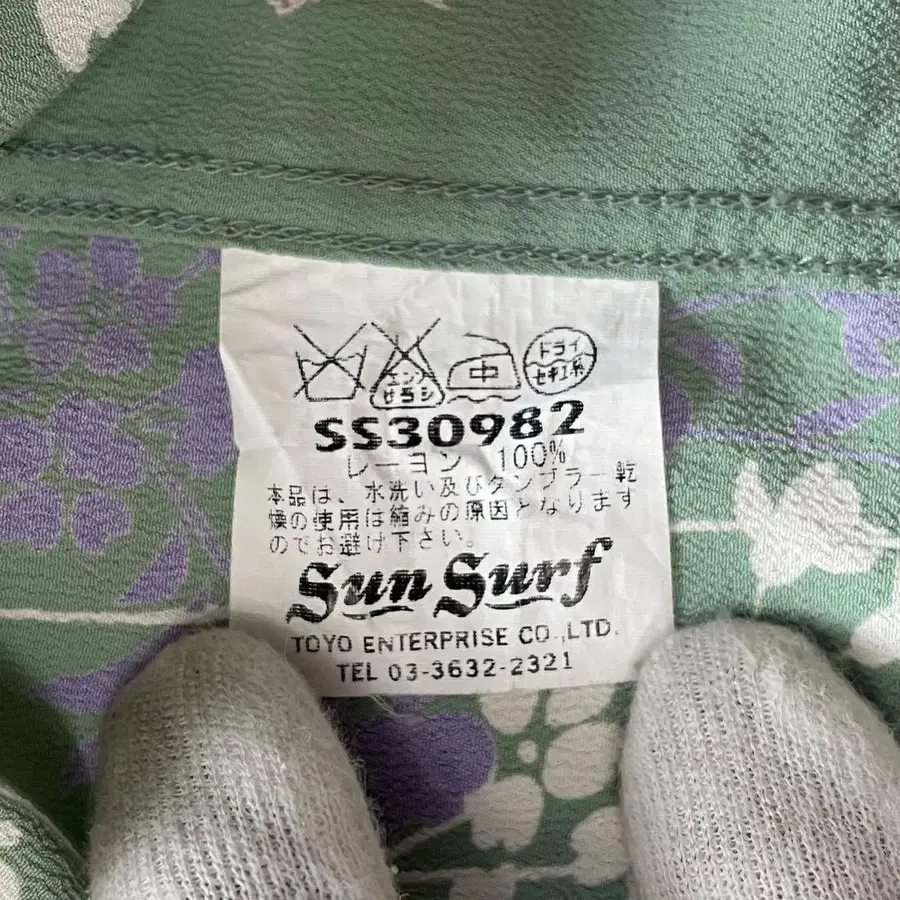 エンソ
サラシ
中
ドライ
セキユ系
SS30982
レーヨン 100%
本品は、水洗い及びタンブラー乾
燥の使用は縮みの原因となります
のでお避け下さい。
Sun Surf
TOYO ENTERPRISE CO.,LTD.
TEL 03-3632-2321